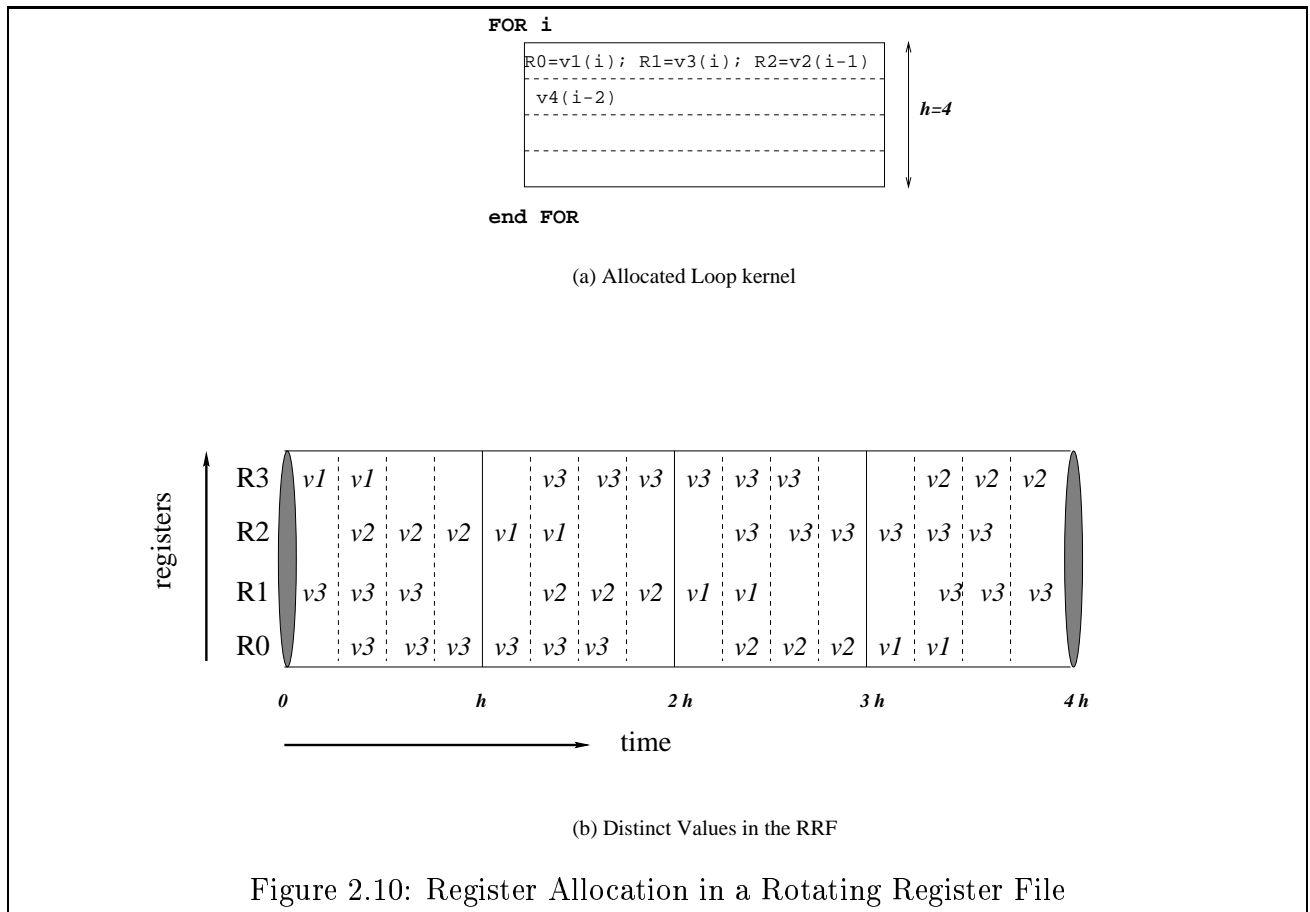 FOR i
R0=v1(i); R1=v3(i); R2=v2(i-1)
v4(i-2)
h=4
end FOR
(a) Allocated Loop kernel
registers
R3 v1 v1 v3 v3 v3 v3 v3 v3 v2 v2 v2
R2 v2 v2 v2 v1 v1 v3 v3 v3 v3 v3 v3
R1 v3 v3 v3 v2 v2 v2 v1 v1 v3 v3 v3
R0 v3 v3 v3 v3 v3 v3 v2 v2 v2 v1 v1
0 h 2 h 3 h 4 h
time
(b) Distinct Values in the RRF
Figure 2.10: Register Allocation in a Rotating Register File